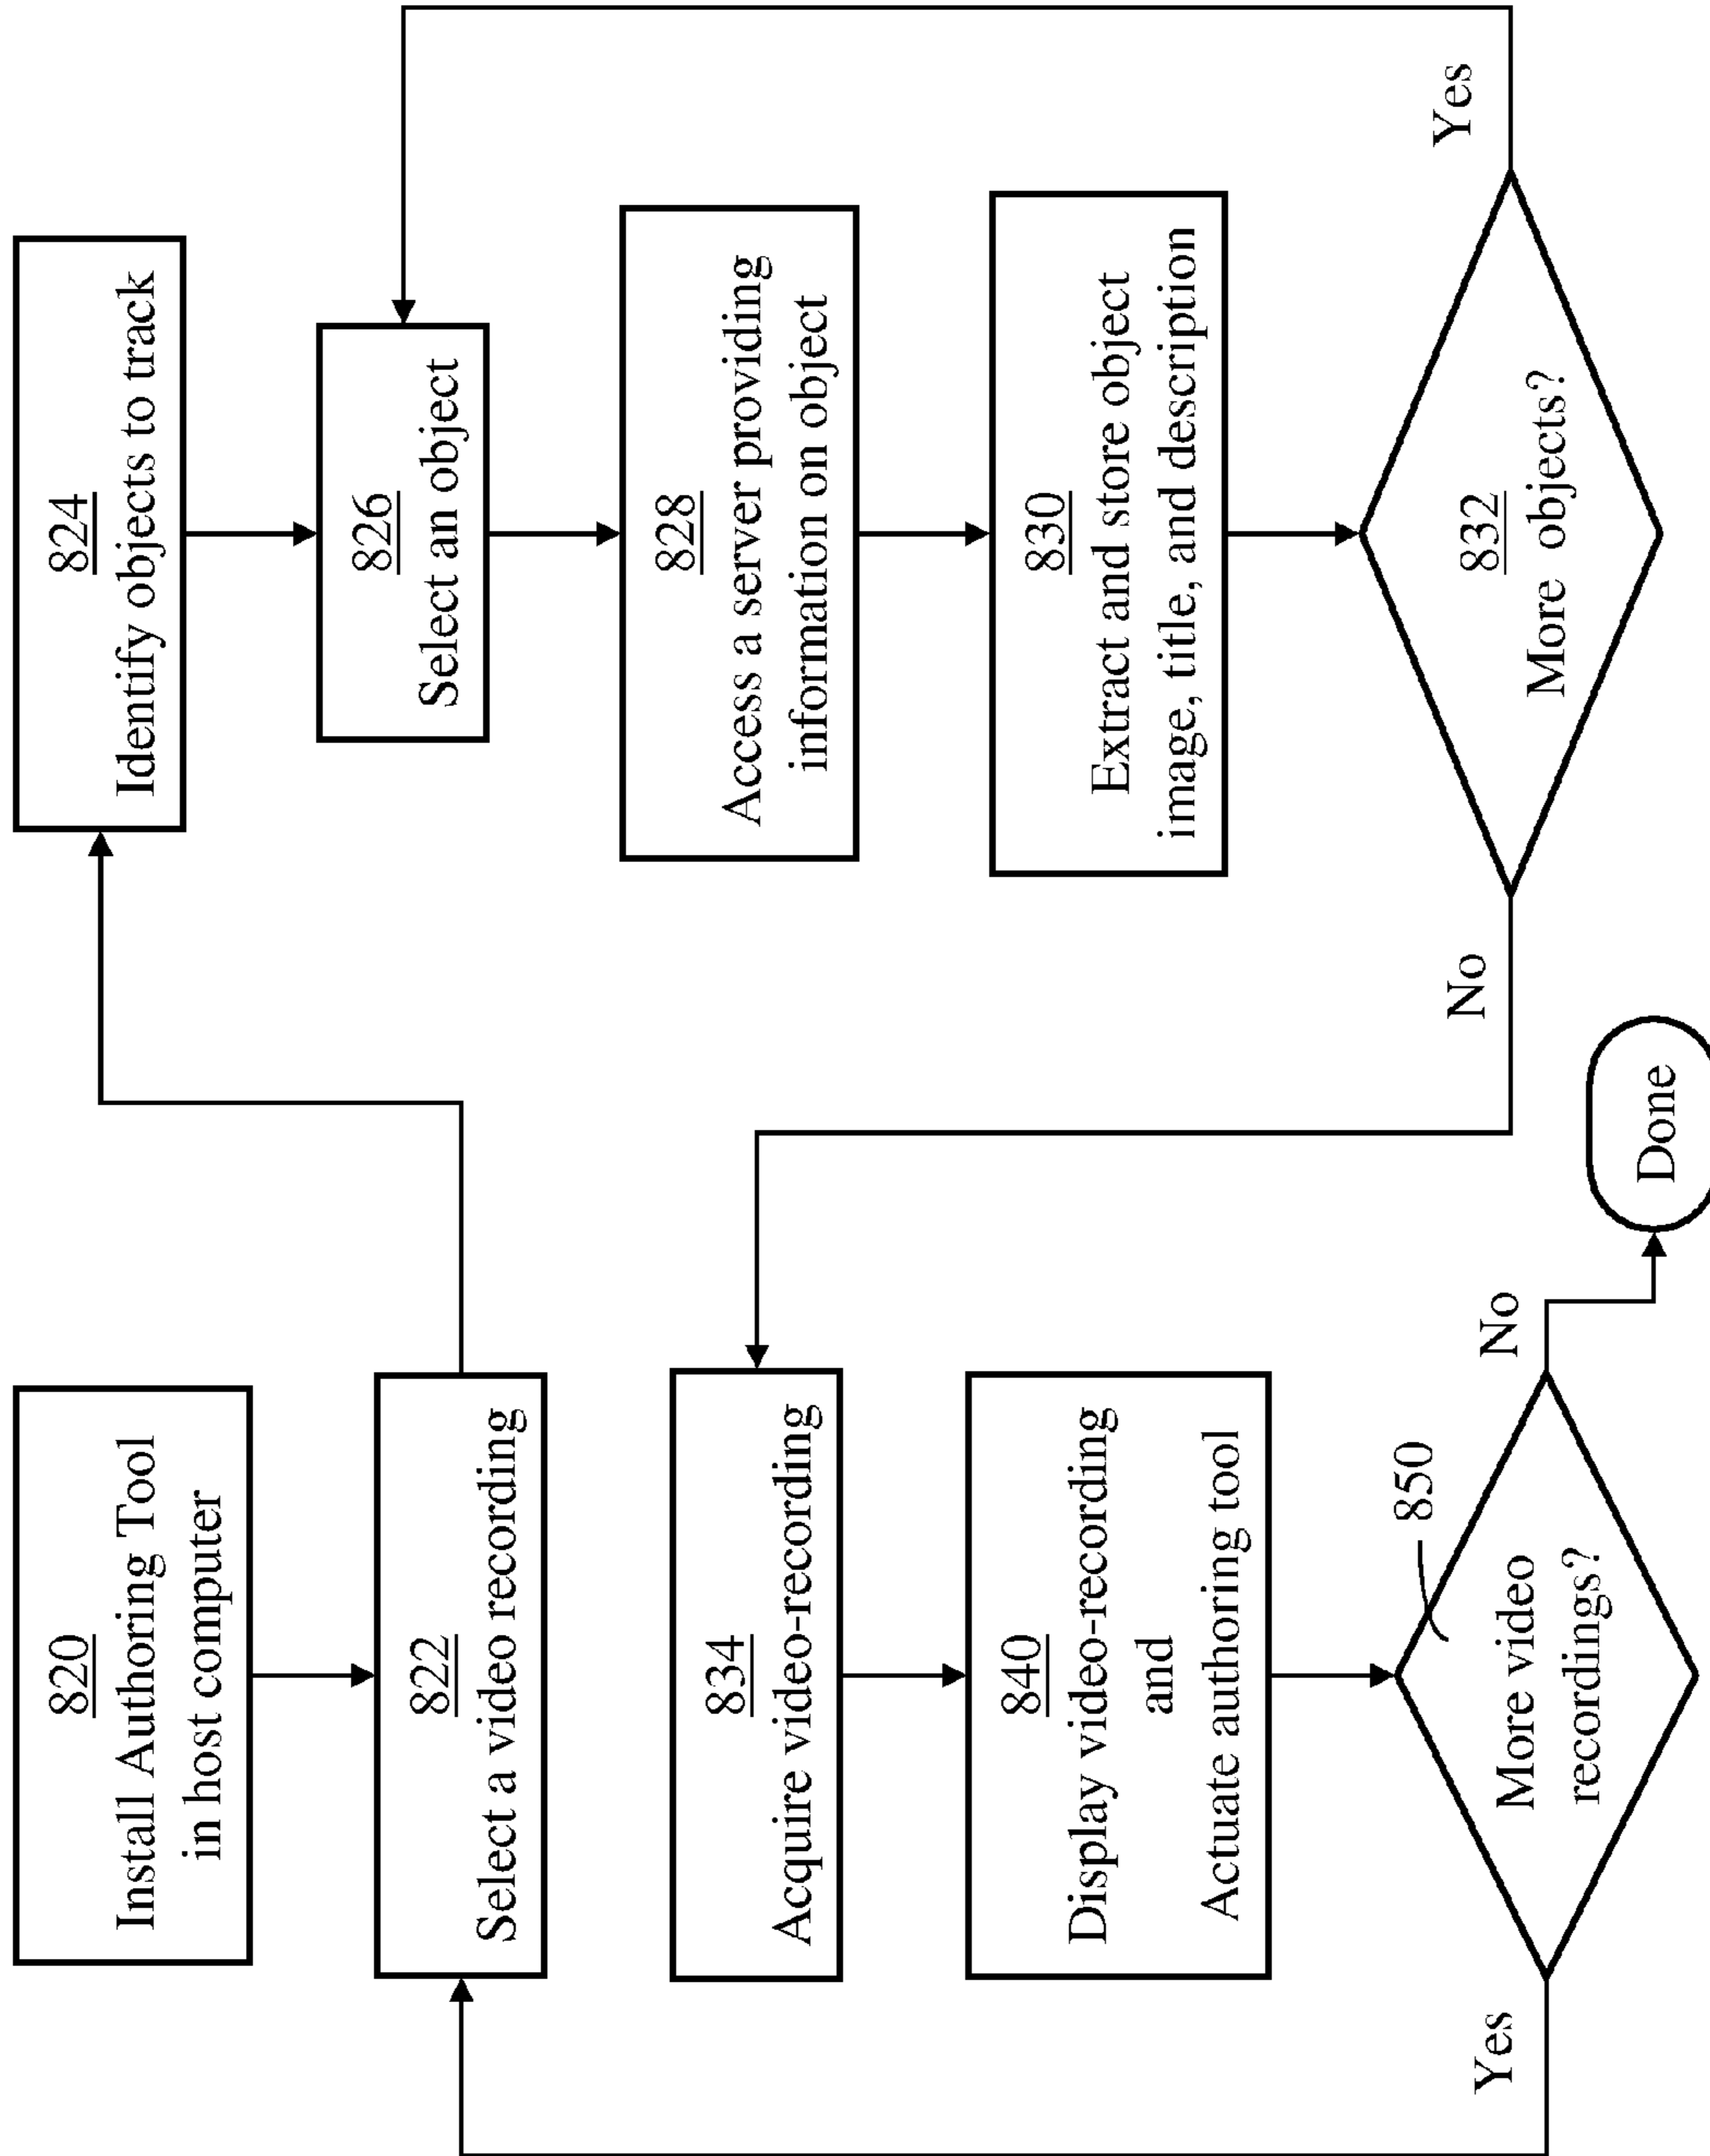 820
Install Authoring Tool
in host computer
822
Select a video recording
824
Identify objects to track
826
Select an object
828
Access a server providing
information on object
830
Extract and store object
image, title, and description
832
More objects?
Yes
No
834
Acquire video-recording
840
Display video-recording
and
Actuate authoring tool
850
More video
recordings?
Yes
No
Done